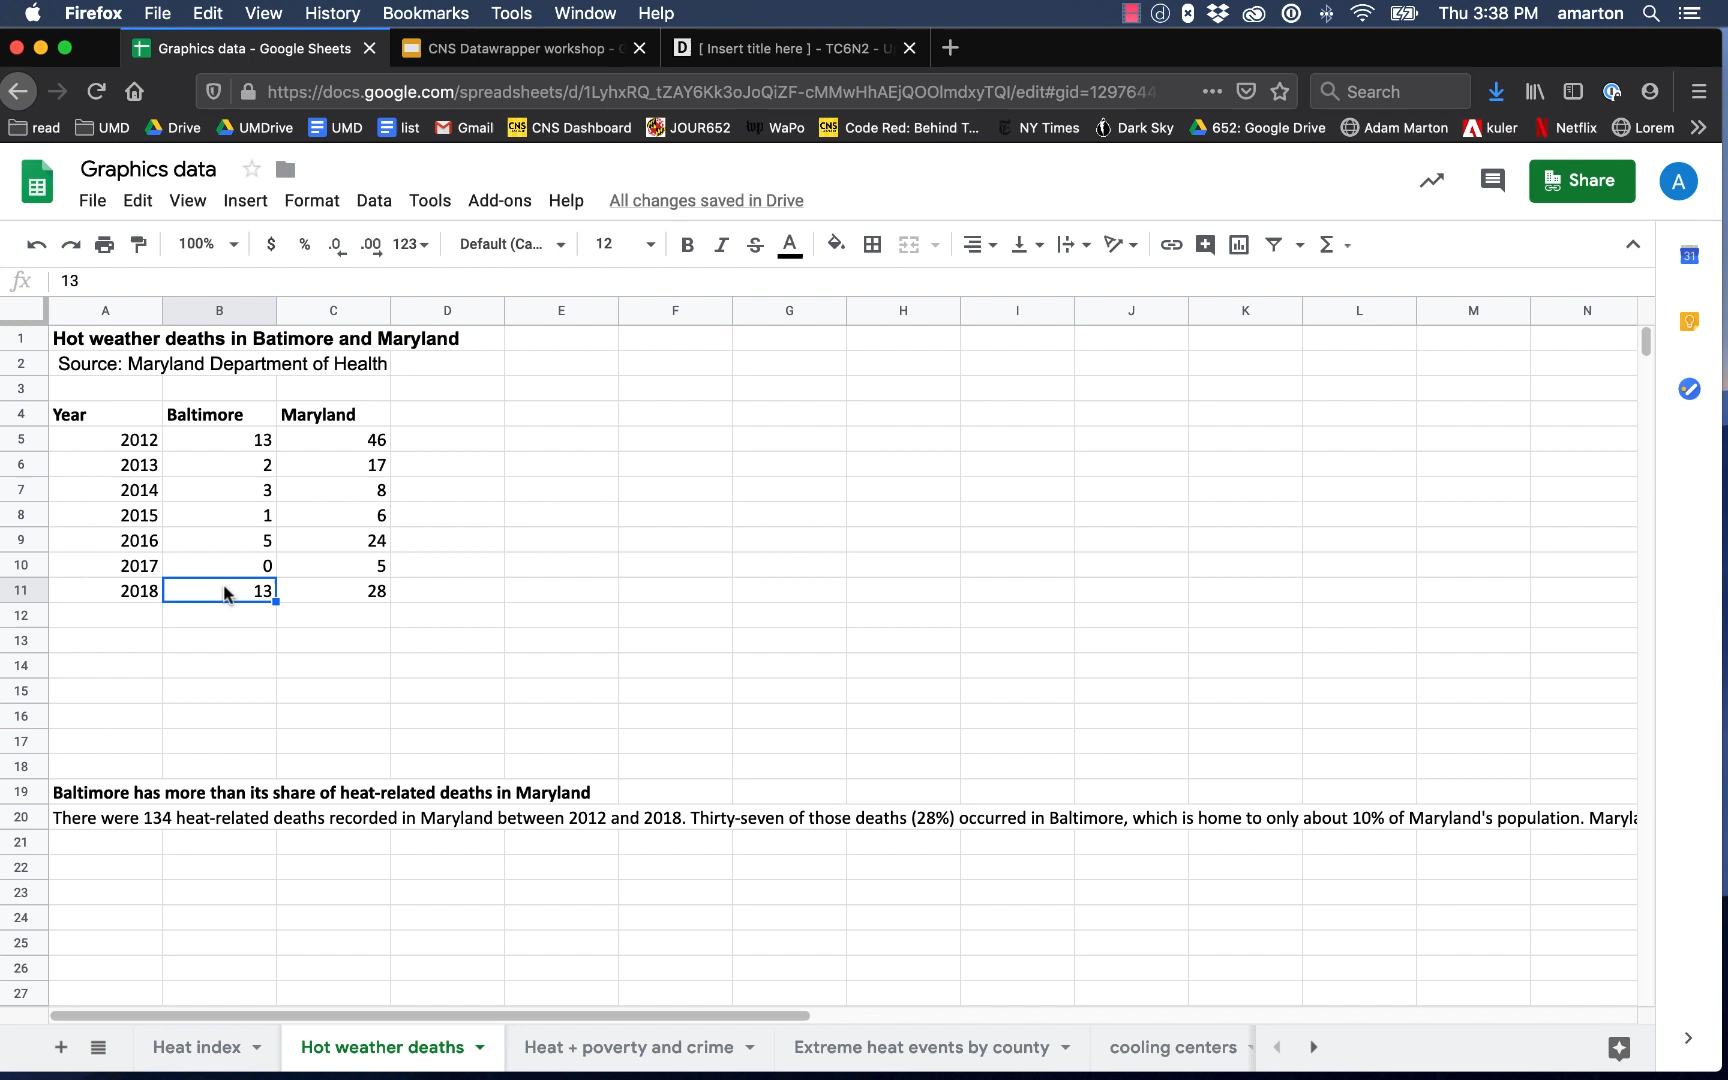 Firefox File Edit View History Bookmarks Tools Window Help Thu 3:38 PM amarton
Graphics data - Google Sheets CNS Datawrapper workshop - [ Insert title here ] - TC6N2 - U
https://docs.google.com/spreadsheets/d/1LyhxRQ_tZAY6Kk3oJoQiZF-cMMwHhAEjQOOlmdxyTQI/edit#gid=1297644 Search
read UMD Drive UMDrive UMD list Gmail CNS Dashboard JOUR652 WaPo Code Red: Behind T... NY Times Dark Sky 652: Google Drive Adam Marton kuler Netflix Lorem
Graphics data
File Edit View Insert Format Data Tools Add-ons Help All changes saved in Drive Share A
100% $ % .0 .00 123 Default (Ca... 12 B I S A
fx 13
A B C D E F G H I J K L M N
1 Hot weather deaths in Batimore and Maryland
2 Source: Maryland Department of Health
3
4 Year Baltimore Maryland
5 2012 13 46
6 2013 2 17
7 2014 3 8
8 2015 1 6
9 2016 5 24
10 2017 0 5
11 2018 13 28
12
13
14
15
16
17
18
19 Baltimore has more than its share of heat-related deaths in Maryland
20 There were 134 heat-related deaths recorded in Maryland between 2012 and 2018. Thirty-seven of those deaths (28%) occurred in Baltimore, which is home to only about 10% of Maryland's population. Maryla
21
22
23
24
25
26
27
Heat index Hot weather deaths Heat + poverty and crime Extreme heat events by county cooling centers